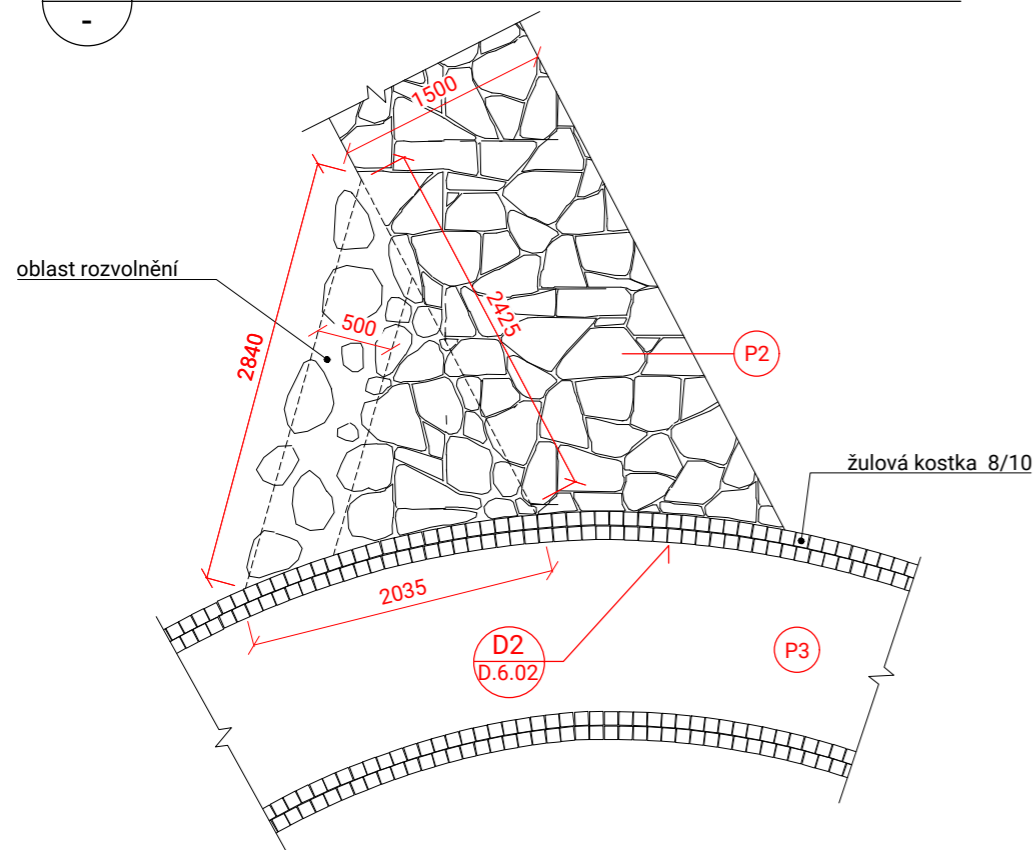 -
1500
oblast rozvolnění
500
2425
2840
P2
žulová kostka 8/10
2035
D2
D.6.02
P3